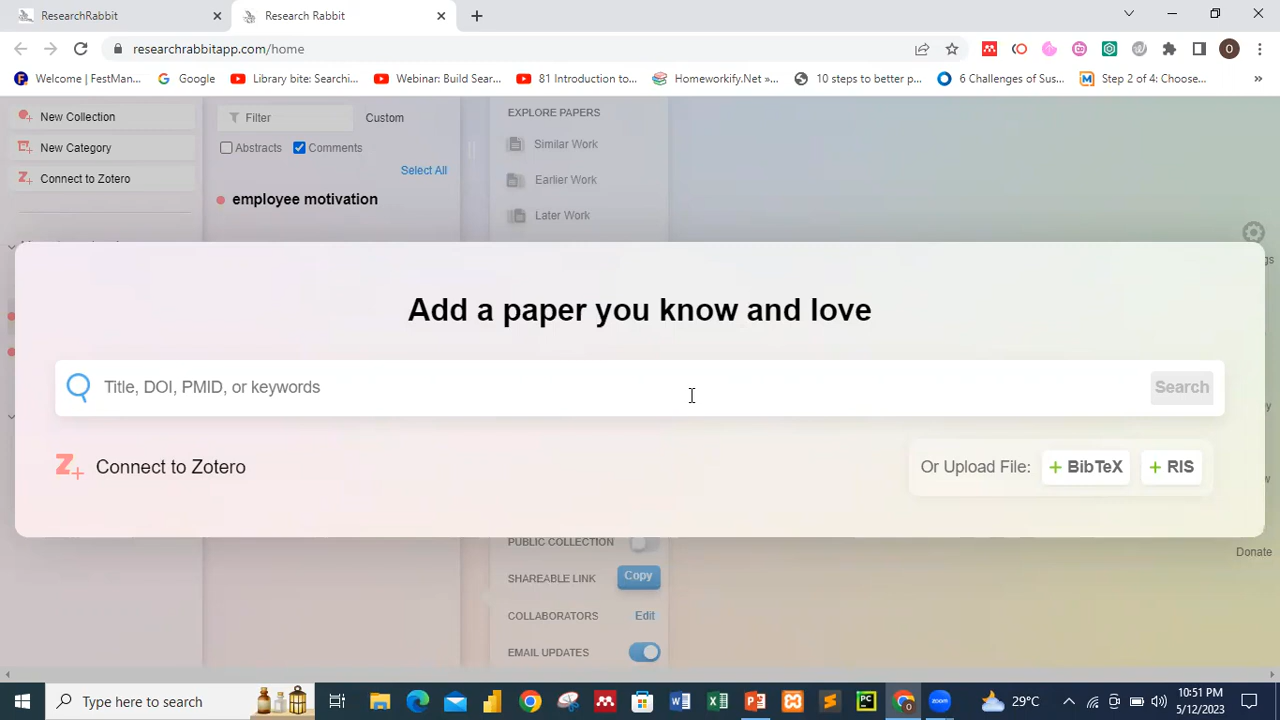 ResearchRabbit
Research Rabbit
researchrabbitapp.com/home
O
Welcome | FestMan...
Google
Library bite: Searchi...
Webinar: Build Sear...
81 Introduction to...
Homeworkify.Net »...
10 steps to better p...
6 Challenges of Sus...
Step 2 of 4: Choose...
New Collection
New Category
Connect to Zotero
Filter
Custom
Abstracts
Comments
Select All
employee motivation
EXPLORE PAPERS
Similar Work
Earlier Work
Later Work
Add a paper you know and love
Title, DOI, PMID, or keywords
Search
Connect to Zotero
Or Upload File:
+ BibTeX
+ RIS
PUBLIC COLLECTION
SHAREABLE LINK
Copy
COLLABORATORS
Edit
EMAIL UPDATES
Donate
Type here to search
29°C
10:51 PM
5/12/2023